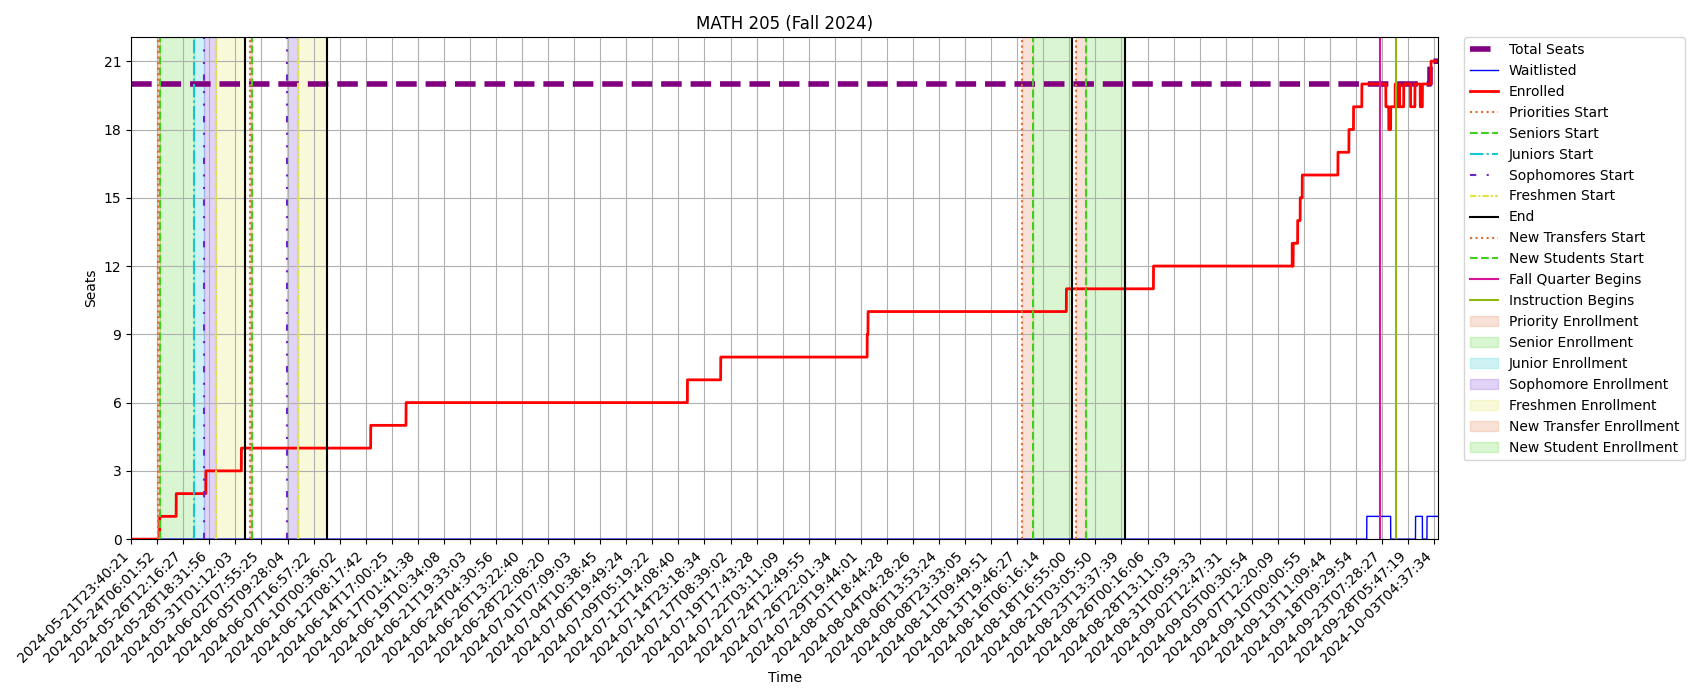 MATH 205 (Fall 2024)
21
18
15
12
9
6
3
0
Seats
2024-05-21T23:40:21
2024-05-24T06:01:52
2024-05-26T12:16:27
2024-05-28T18:31:56
2024-05-31T01:12:03
2024-06-02T07:55:25
2024-06-05T09:28:04
2024-06-07T16:57:22
2024-06-10T00:36:02
2024-06-12T08:17:42
2024-06-14T17:00:25
2024-06-17T01:41:38
2024-06-19T10:34:08
2024-06-21T19:33:03
2024-06-24T04:30:56
2024-06-26T13:22:40
2024-06-28T22:08:20
2024-07-01T07:09:03
2024-07-04T10:38:45
2024-07-06T19:49:24
2024-07-09T05:19:22
2024-07-12T14:08:40
2024-07-14T23:18:34
2024-07-17T08:39:02
2024-07-19T17:43:28
2024-07-22T03:11:09
2024-07-24T12:49:55
2024-07-26T22:01:34
2024-07-29T19:44:01
2024-08-01T18:44:28
2024-08-04T04:28:26
2024-08-06T13:53:24
2024-08-08T23:33:05
2024-08-11T09:49:51
2024-08-13T19:46:27
2024-08-16T06:16:14
2024-08-18T16:55:00
2024-08-21T03:05:50
2024-08-23T13:37:39
2024-08-26T00:16:06
2024-08-28T13:11:03
2024-08-31T00:59:33
2024-09-02T12:47:31
2024-09-05T00:30:54
2024-09-07T12:20:09
2024-09-10T00:00:55
2024-09-13T11:09:44
2024-09-18T09:29:54
2024-09-23T07:28:27
2024-09-28T05:47:19
2024-10-03T04:37:34
Time
Total Seats
Waitlisted
Enrolled
Priorities Start
Seniors Start
Juniors Start
Sophomores Start
Freshmen Start
End
New Transfers Start
New Students Start
Fall Quarter Begins
Instruction Begins
Priority Enrollment
Senior Enrollment
Junior Enrollment
Sophomore Enrollment
Freshmen Enrollment
New Transfer Enrollment
New Student Enrollment